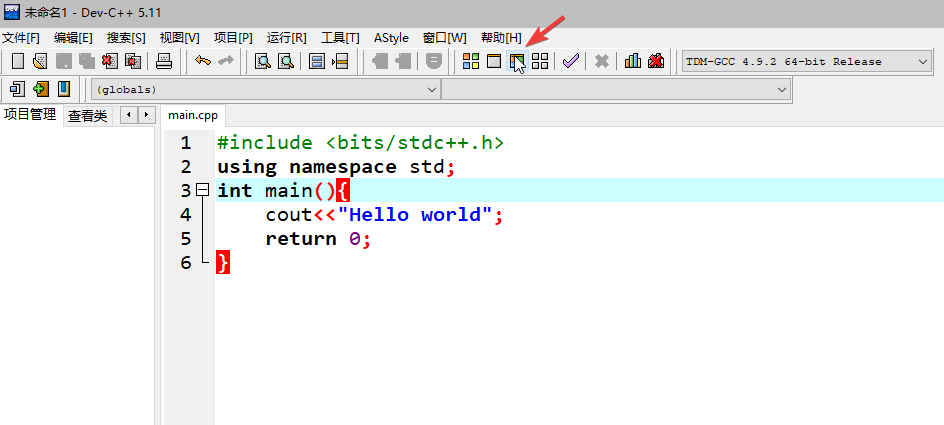 未命名1 - Dev-C++ 5.11
文件[F] 编辑[E] 搜索[S] 视图[V] 项目[P] 运行[R] 工具[T] AStyle 窗口[W] 帮助[H]
TDM-GCC 4.9.2 64-bit Release
(globals)
项目管理 查看类 main.cpp
1 #include <bits/stdc++.h>
2 using namespace std;
3 int main(){
4 cout<<"Hello world";
5 return 0;
6 }